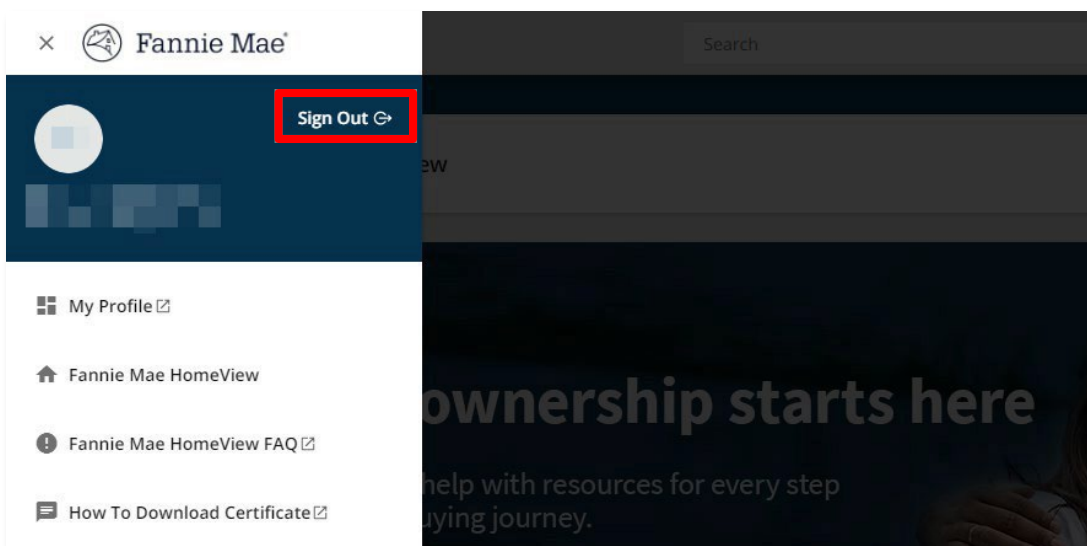 Fannie Mae®
Search
Sign Out
ew
My Profile
Fannie Mae HomeView
ownership starts here
Fannie Mae HomeView FAQ
help with resources for every step
How To Download Certificate
uying journey.